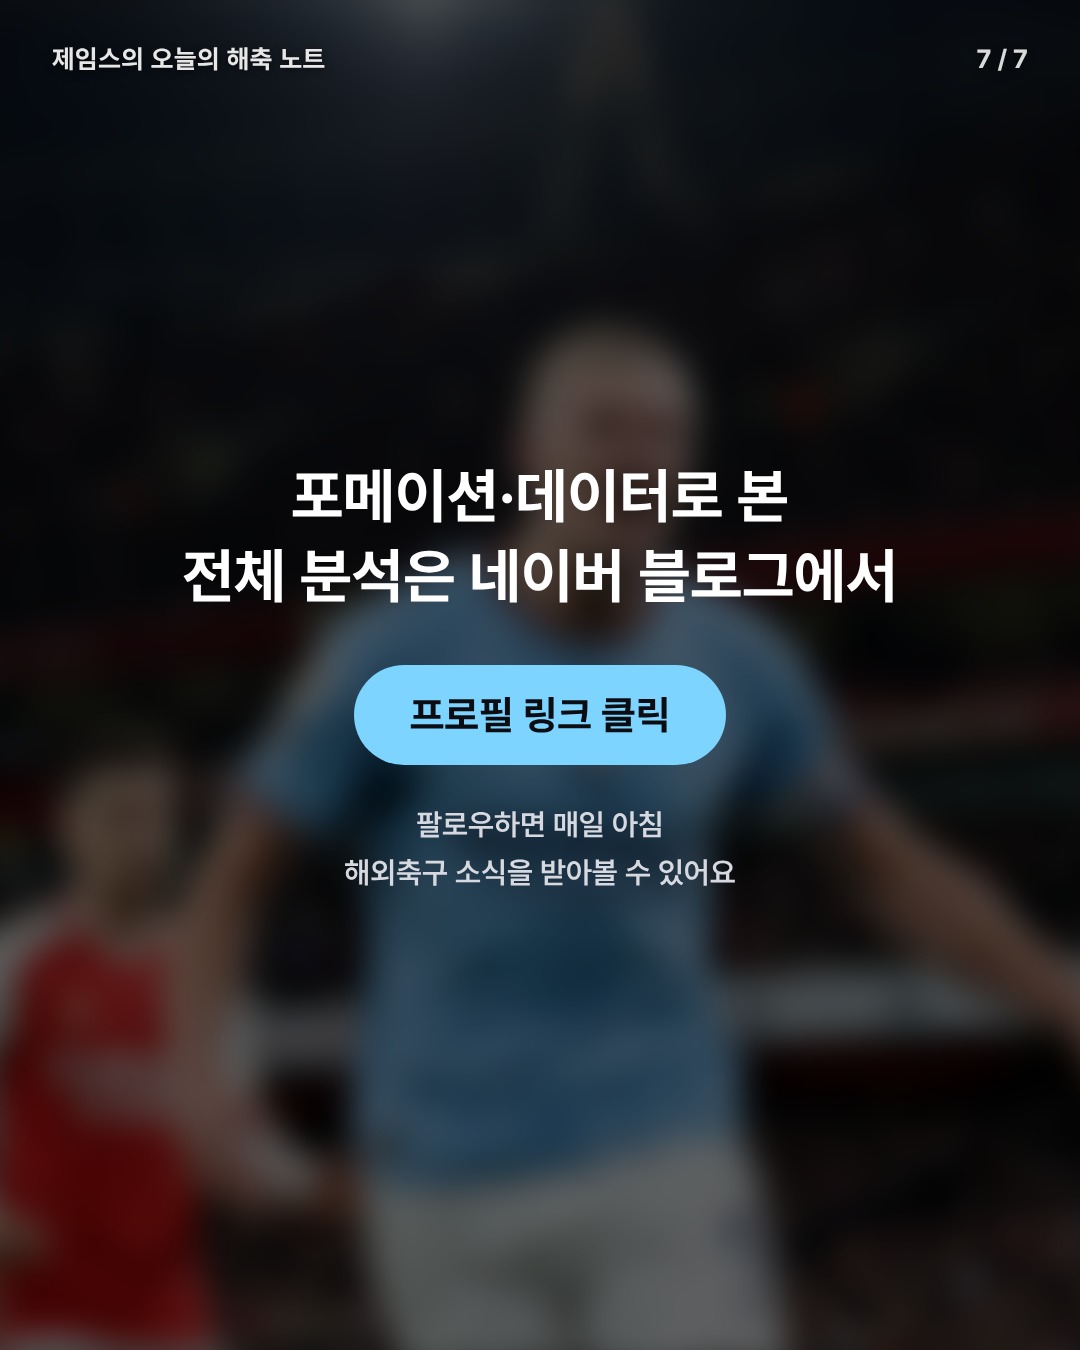 제임스의 오늘의 해축 노트
7 / 7
포메이션·데이터로 본
전체 분석은 네이버 블로그에서
프로필 링크 클릭
팔로우하면 매일 아침
해외축구 소식을 받아볼 수 있어요